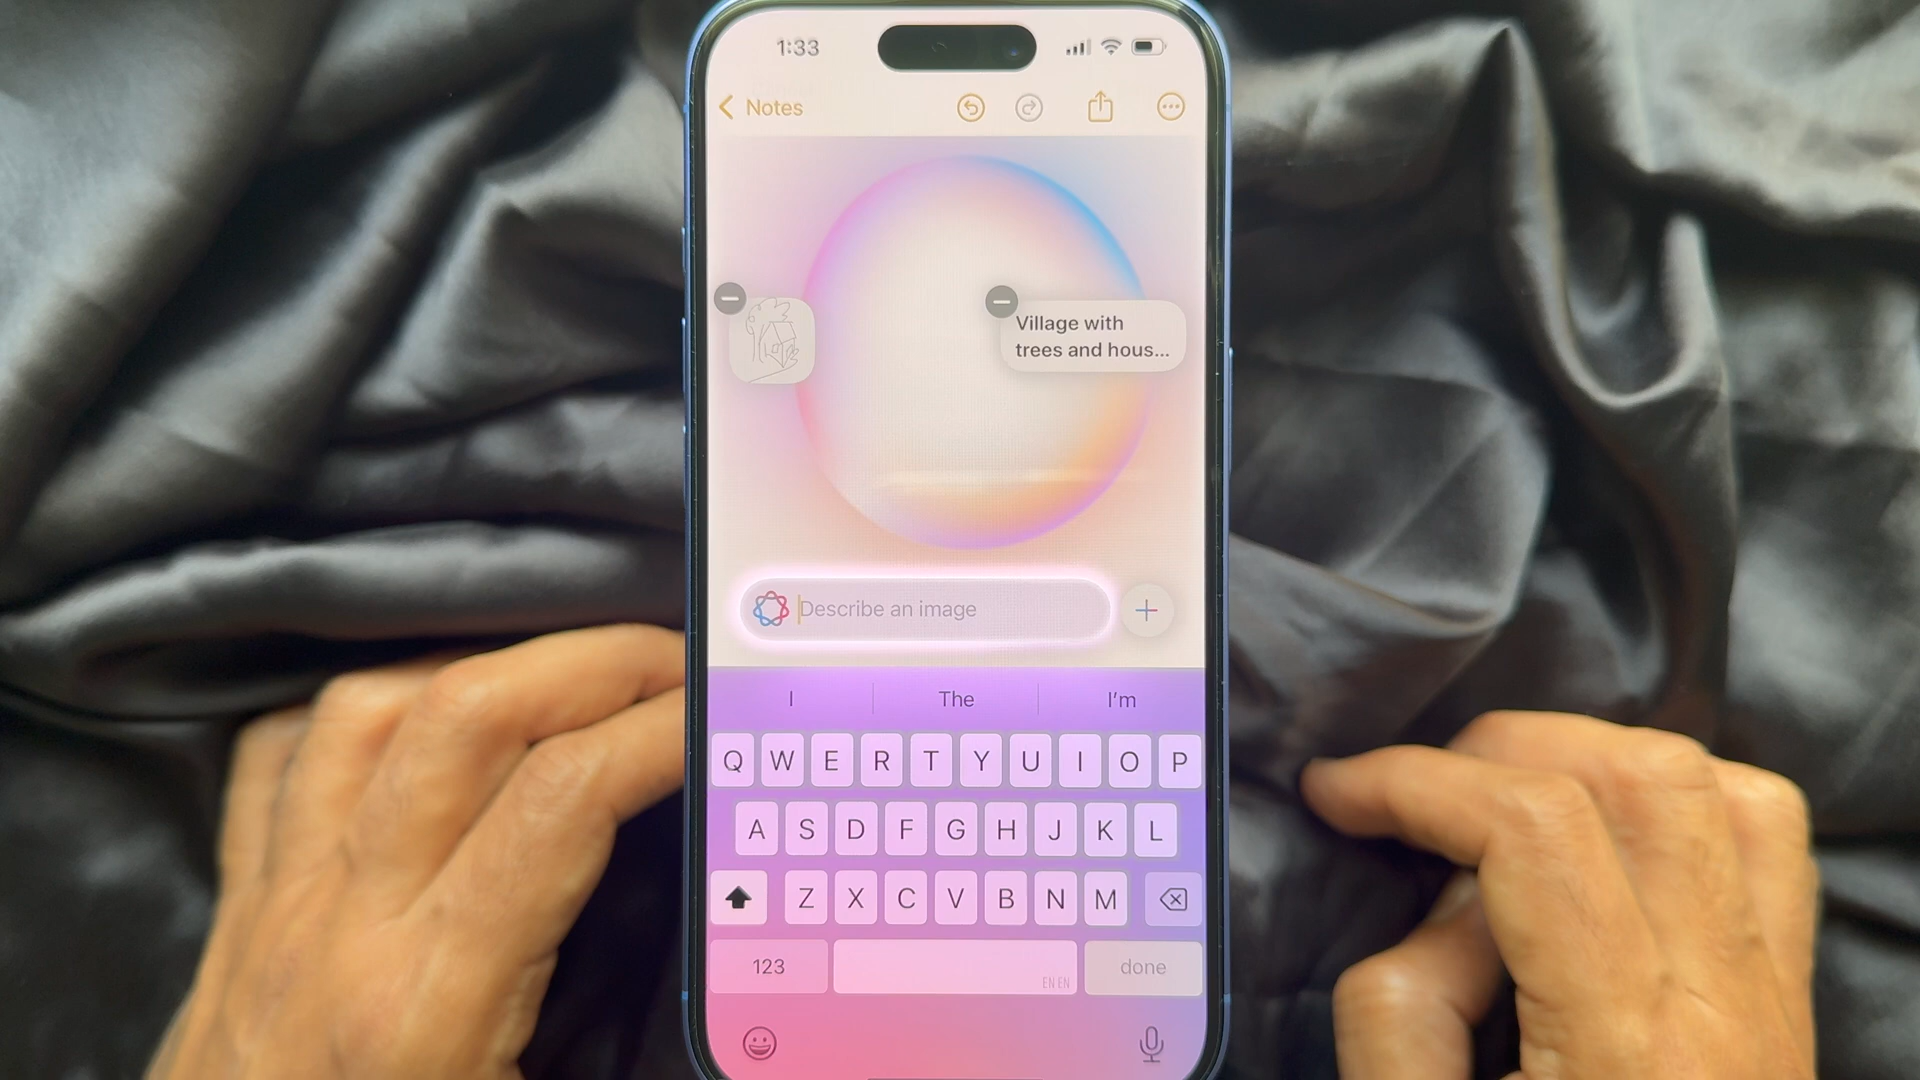 1:33
Notes
Village with
trees and hous...
Describe an image
I The I'm
Q W E R T Y U I O P
A S D F G H J K L
Z X C V B N M
123 EN EN done